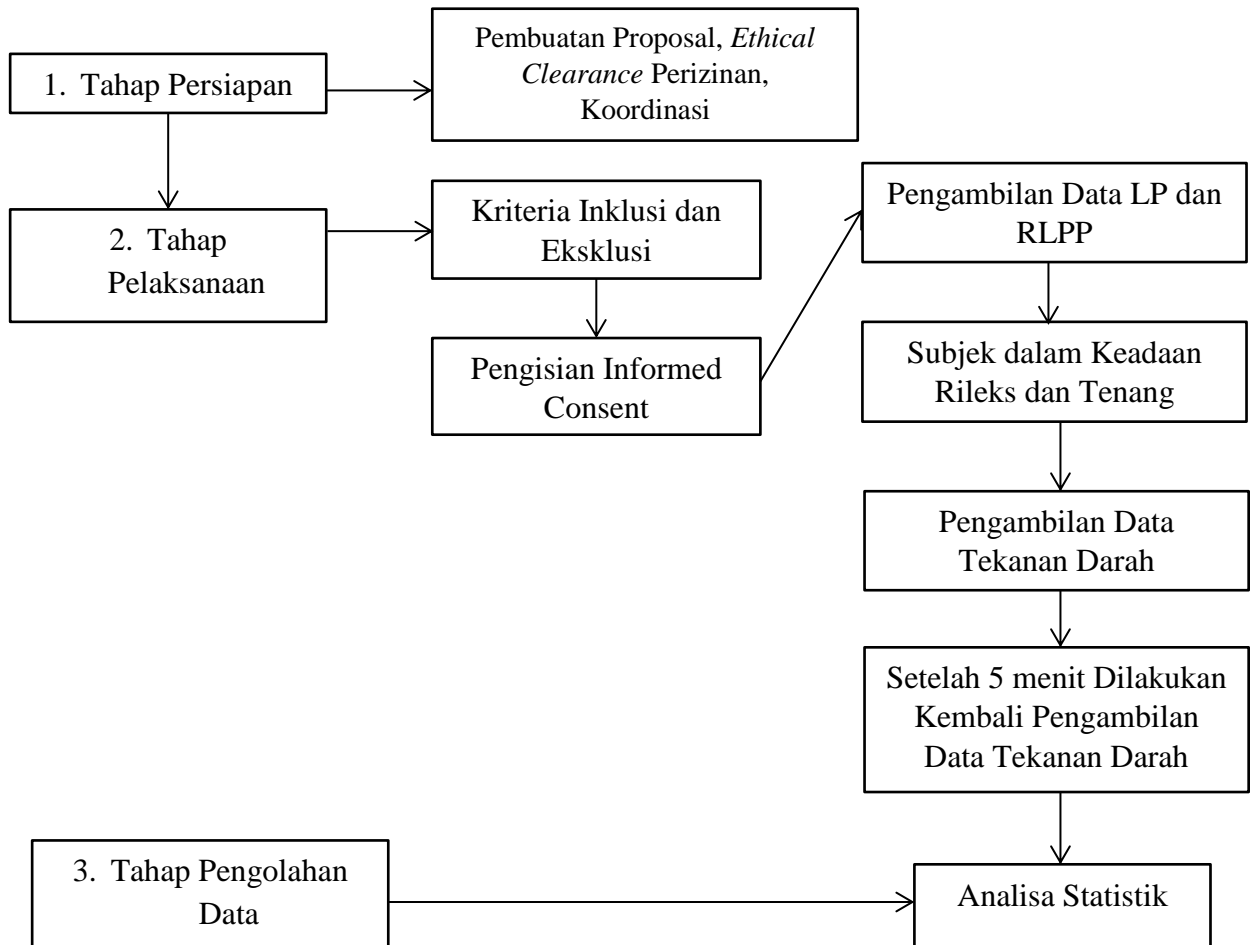 Pembuatan Proposal, Ethical
Clearance Perizinan,
Koordinasi
1. Tahap Persiapan
2. Tahap
Pelaksanaan
Kriteria Inklusi dan
Eksklusi
Pengisian Informed
Consent
Pengambilan Data LP dan
RLPP
Subjek dalam Keadaan
Rileks dan Tenang
Pengambilan Data
Tekanan Darah
Setelah 5 menit Dilakukan
Kembali Pengambilan
Data Tekanan Darah
3. Tahap Pengolahan
Data
Analisa Statistik